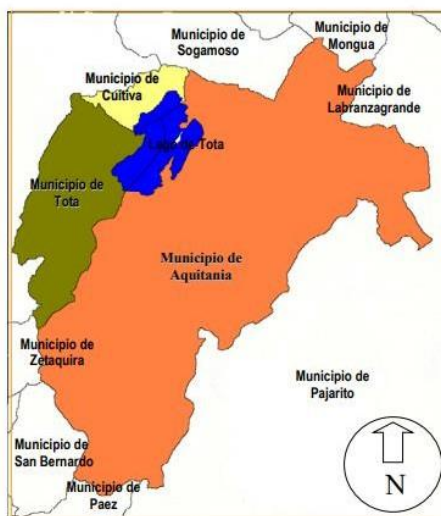 Municipio de
Sogamoso
Municipio de
Mongua
Municipio de
Cuitiva
Municipio de
Labranzagrande
Lago de Tota
Municipio de
Tota
Municipio de
Aquitania
Municipio de
Zetaquira
Municipio de
Pajarito
Municipio de
San Bernardo
Municipio de
Paez
N